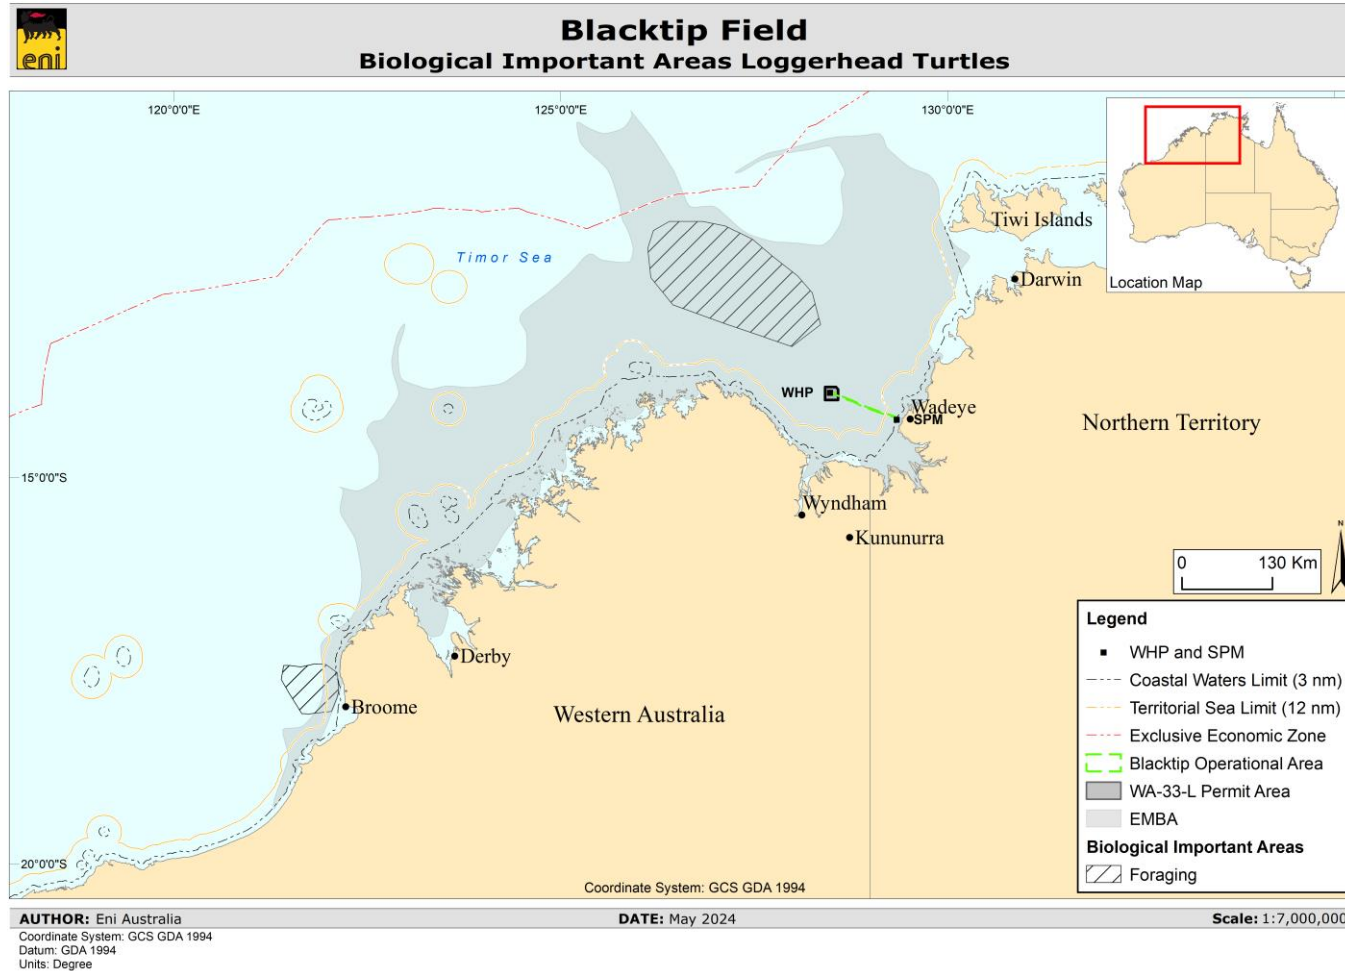 eni
Blacktip Field
Biological Important Areas Loggerhead Turtles
120°0'0"E
125°0'0"E
130°0'0"E
Location Map
Timor Sea
Tiwi Islands
Darwin
WHP
Wadeye
SPM
Northern Territory
15°0'0"S
Wyndham
Kununurra
N
0 130 Km
Derby
Broome
Western Australia
Legend
WHP and SPM
Coastal Waters Limit (3 nm)
Territorial Sea Limit (12 nm)
Exclusive Economic Zone
Blacktip Operational Area
WA-33-L Permit Area
EMBA
Biological Important Areas
Foraging
20°0'0"S
Coordinate System: GCS GDA 1994
AUTHOR: Eni Australia
DATE: May 2024
Scale: 1:7,000,000
Coordinate System: GCS GDA 1994
Datum: GDA 1994
Units: Degree